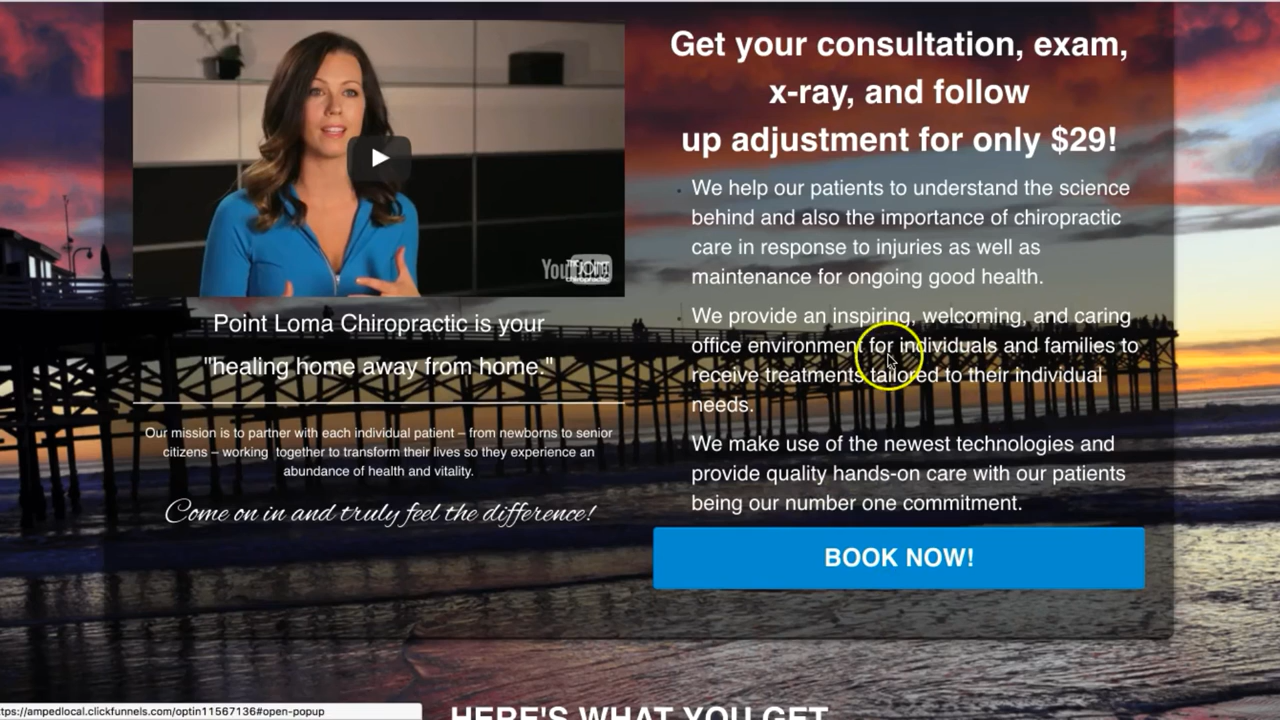 Get your consultation, exam,
x-ray, and follow
up adjustment for only $29!
We help our patients to understand the science
behind and also the importance of chiropractic
care in response to injuries as well as
maintenance for ongoing good health.
We provide an inspiring, welcoming, and caring
office environment for individuals and families to
receive treatments tailored to their individual
needs.
We make use of the newest technologies and
provide quality hands-on care with our patients
being our number one commitment.
BOOK NOW!
Point Loma Chiropractic is your
"healing home away from home."
Our mission is to partner with each individual patient – from newborns to senior
citizens – working together to transform their lives so they experience an
abundance of health and vitality.
Come on in and truly feel the difference!
HERE'S WHAT YOU GET
ttps://ampedlocal.clickfunnels.com/optin11567136#open-popup